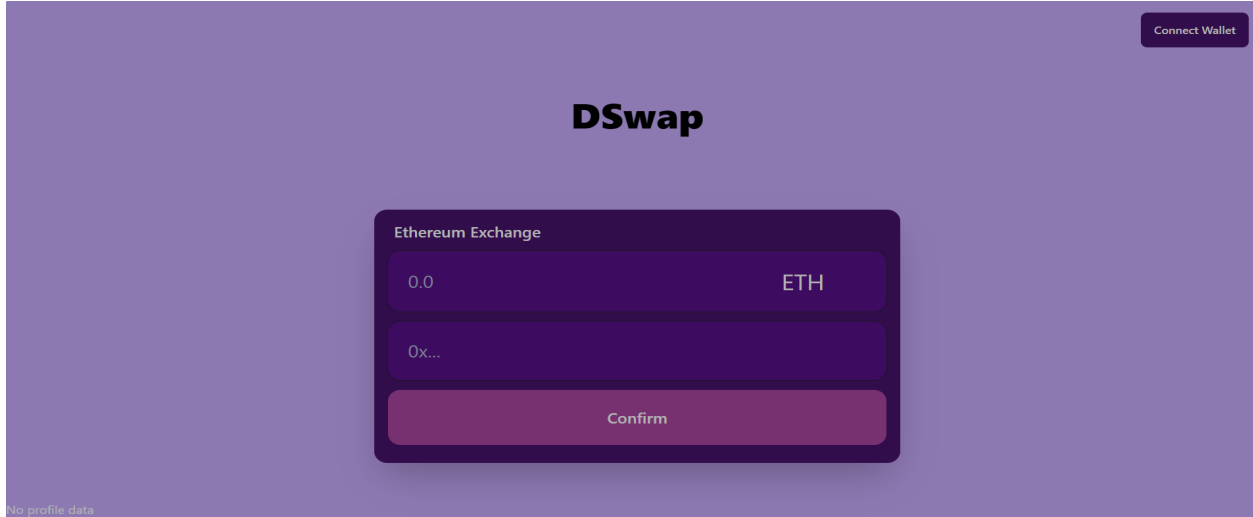 Connect Wallet
DSwap
Ethereum Exchange
0.0 ETH
0x...
Confirm
No profile data